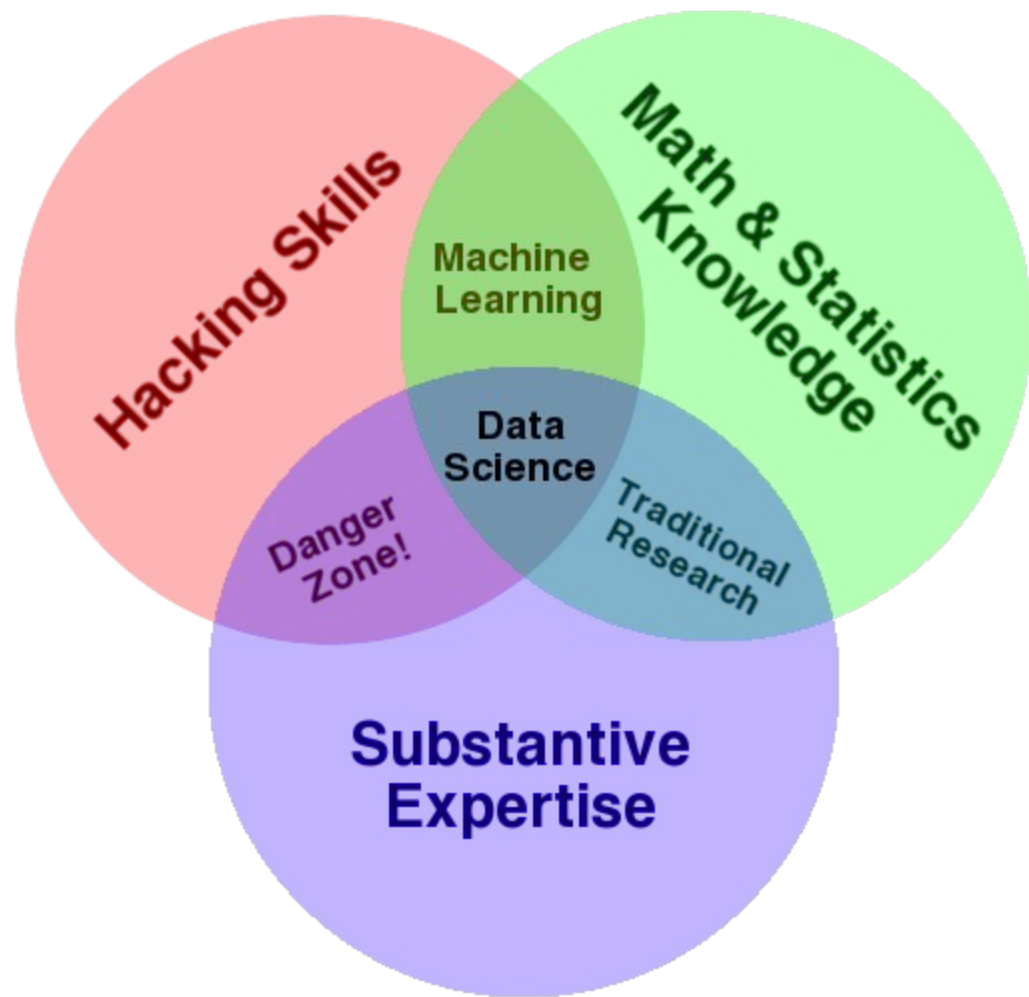 Hacking Skills
Math & Statistics
Knowledge
Machine
Learning
Data
Science
Danger
Zone!
Traditional
Research
Substantive
Expertise